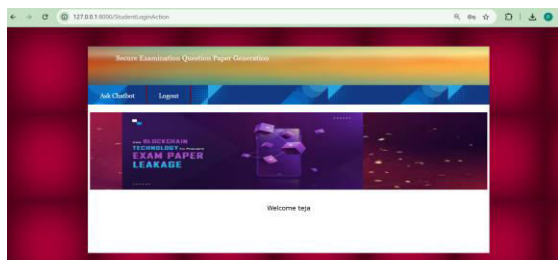 127.0.0.1:8000/StudentLoginAction
Secure Examination Question Paper Generation
Ask Chatbot Logout
BLOCKCHAIN
TECHNOLOGY
EXAM PAPER
LEAKAGE
Welcome teja